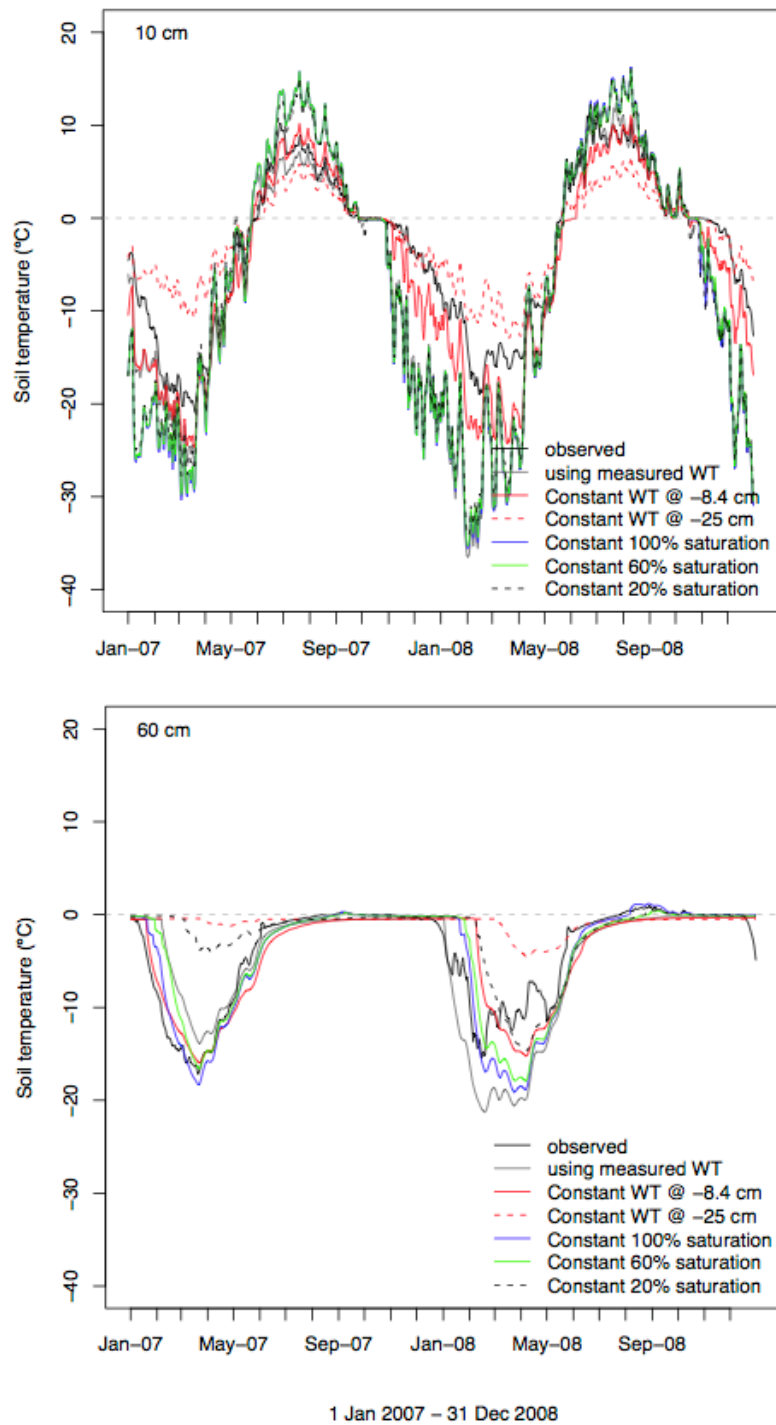 10 cm
20
10
0
−10
−20
−30
−40
Soil temperature (ºC)
observed
using measured WT
Constant WT @ −8.4 cm
Constant WT @ −25 cm
Constant 100% saturation
Constant 60% saturation
Constant 20% saturation
Jan−07 May−07 Sep−07 Jan−08 May−08 Sep−08
60 cm
20
10
0
−10
−20
−30
−40
Soil temperature (ºC)
observed
using measured WT
Constant WT @ −8.4 cm
Constant WT @ −25 cm
Constant 100% saturation
Constant 60% saturation
Constant 20% saturation
Jan−07 May−07 Sep−07 Jan−08 May−08 Sep−08
1 Jan 2007 − 31 Dec 2008